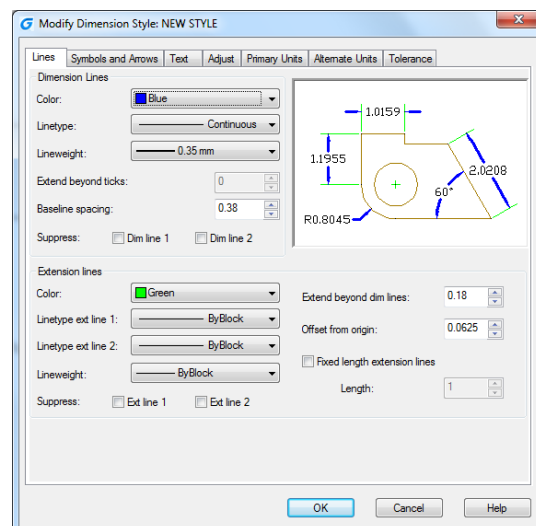 Modify Dimension Style: NEW STYLE
Lines Symbols and Arrows Text Adjust Primary Units Alternate Units Tolerance
Dimension Lines
Color: Blue
Linetype: Continuous
Lineweight: 0.35 mm
Extend beyond ticks: 0
Baseline spacing: 0.38
Suppress: Dim line 1 Dim line 2
1.0159
1.1955
2.0208
60°
R0.8045
Extension lines
Color: Green
Linetype ext line 1: ByBlock
Linetype ext line 2: ByBlock
Lineweight: ByBlock
Suppress: Ext line 1 Ext line 2
Extend beyond dim lines: 0.18
Offset from origin: 0.0625
Fixed length extension lines
Length: 1
OK Cancel Help